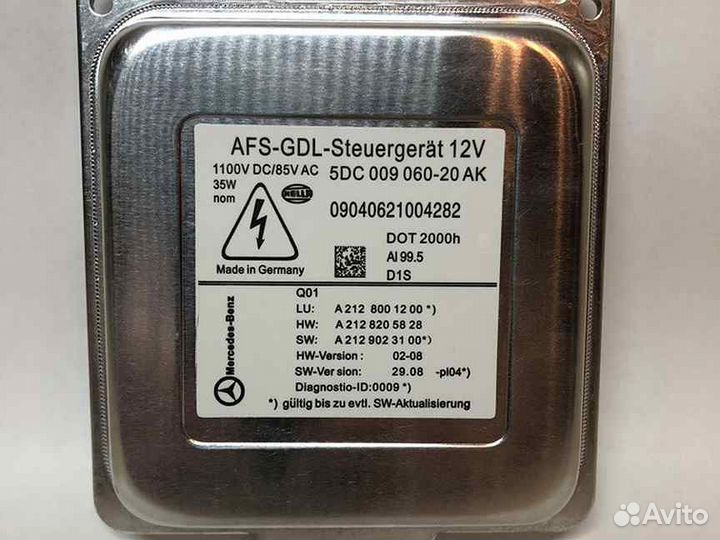 AFS-GDL-Steuergerät 12V
1100V DC/85V AC 5DC 009 060-20 AK
35W
nom
HELLA
09040621004282
DOT 2000h
Al 99.5
D1S
Made in Germany
Mercedes-Benz
Q01
LU: A 212 800 12 00 *)
HW: A 212 820 58 28
SW: A 212 902 31 00 *)
HW-Version : 02-08
SW-Ver sion: 29.08 -pl04*)
Diagnostio-ID:0009 *)
*) gültig bis zu evtl. SW-Aktualisierung
Avito